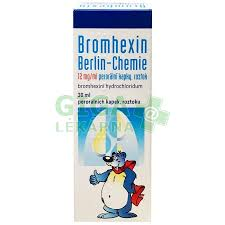 Bromhexin
Berlin-Chemie
12 mg/ml perorální kapky, roztok
bromhexini hydrochloridum
30 ml
perorálních kapek, roztoku
LÉKÁRNA